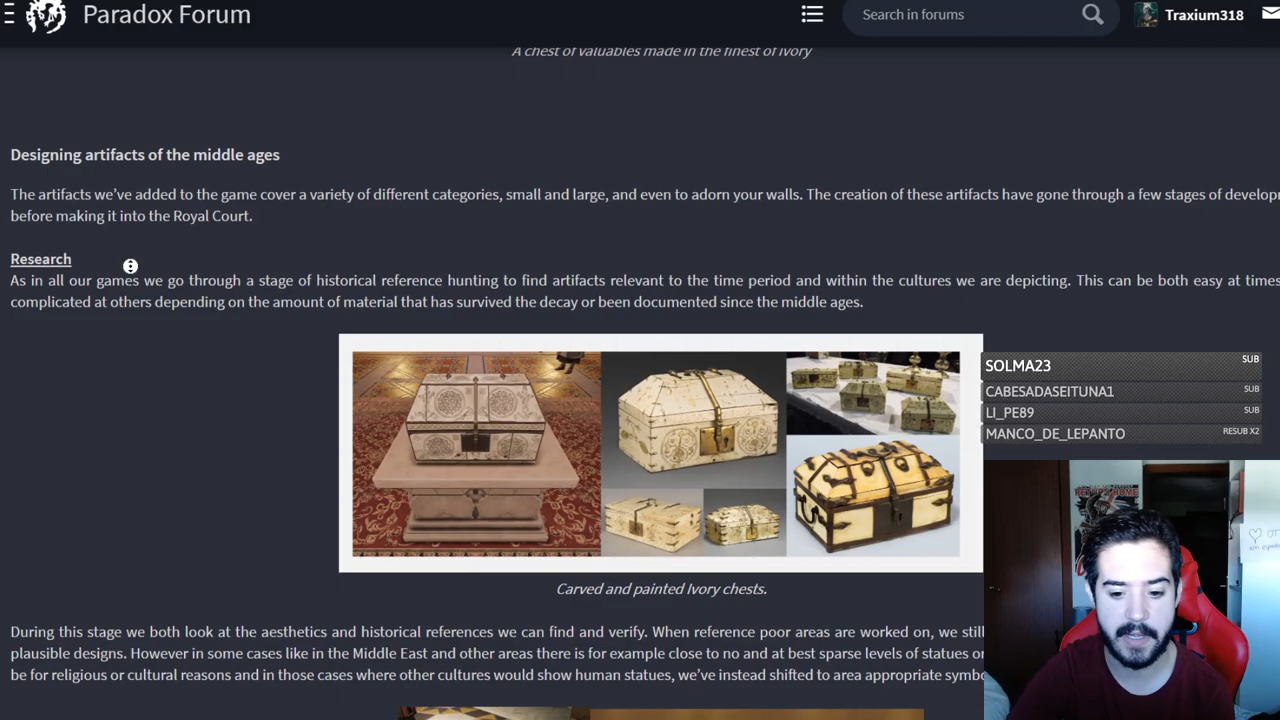 Paradox Forum
Search in forums
Traxium318
A chest of valuables made in the finest of ivory
Designing artifacts of the middle ages
The artifacts we've added to the game cover a variety of different categories, small and large, and even to adorn your walls. The creation of these artifacts have gone through a few stages of develop
before making it into the Royal Court.
Research
As in all our games we go through a stage of historical reference hunting to find artifacts relevant to the time period and within the cultures we are depicting. This can be both easy at times
complicated at others depending on the amount of material that has survived the decay or been documented since the middle ages.
SOLMA23 SUB
CABESADASEITUNA1 SUB
LI_PE89 SUB
MANCO_DE_LEPANTO RESUB X2
Carved and painted Ivory chests.
During this stage we both look at the aesthetics and historical references we can find and verify. When reference poor areas are worked on, we still
plausible designs. However in some cases like in the Middle East and other areas there is for example close to no and at best sparse levels of statues or
be for religious or cultural reasons and in those cases where other cultures would show human statues, we've instead shifted to area appropriate symbo